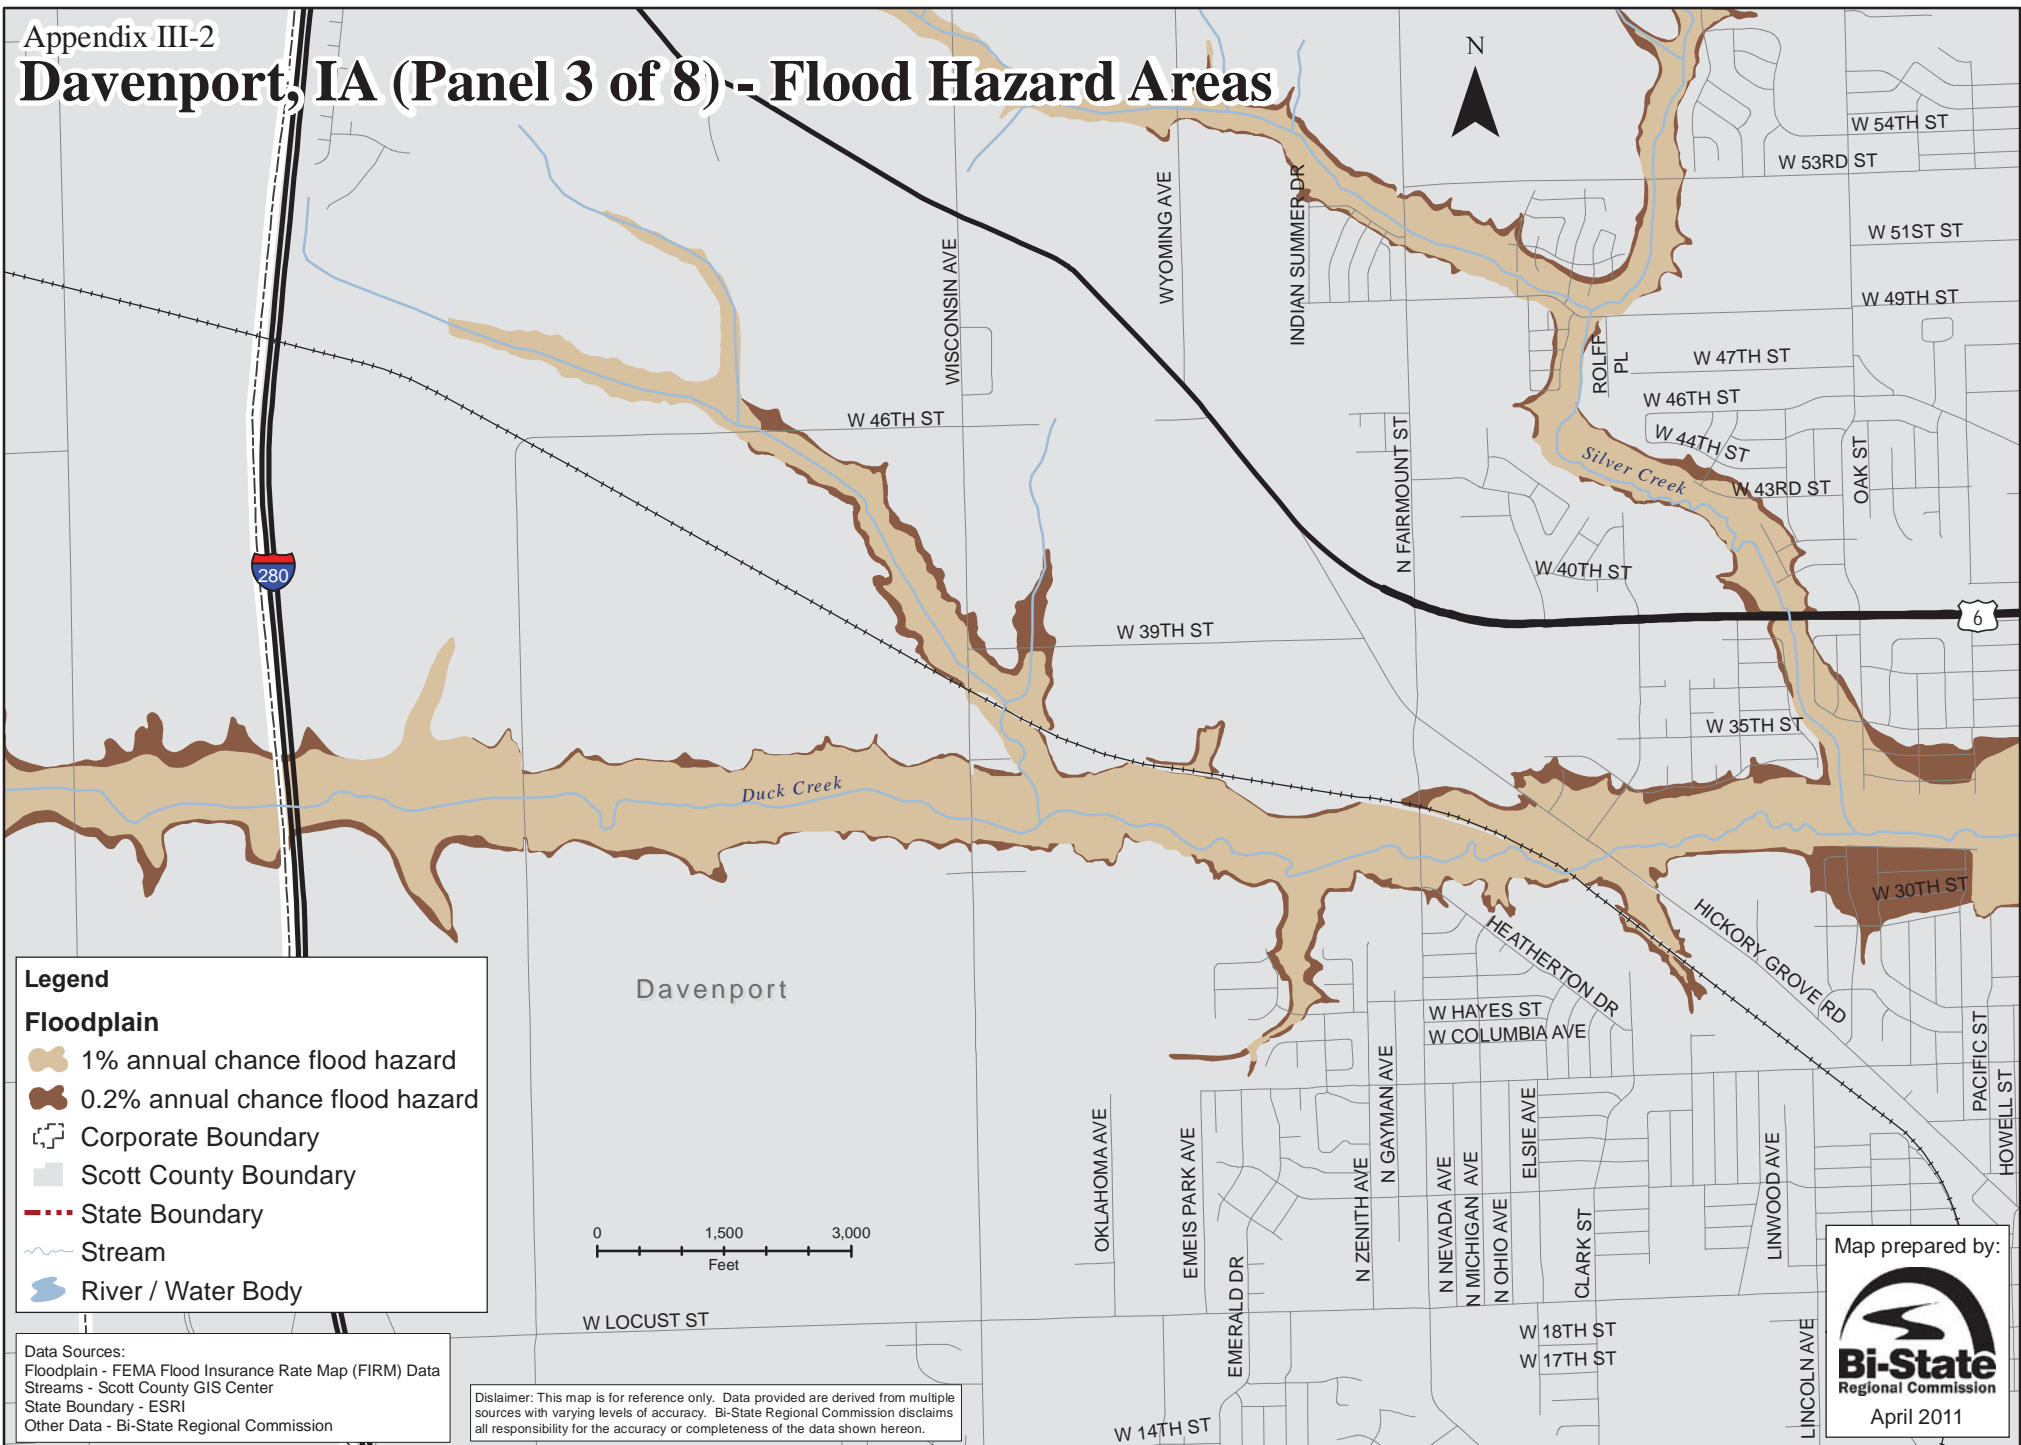 Appendix III-2
Davenport, IA (Panel 3 of 8) - Flood Hazard Areas
N
W 54TH ST
W 53RD ST
W 51ST ST
W 49TH ST
W 47TH ST
W 46TH ST
W 44TH ST
W 43RD ST
W 40TH ST
W 39TH ST
W 35TH ST
W 30TH ST
W 46TH ST
WISCONSIN AVE
WYOMING AVE
INDIAN SUMMER DR
N FAIRMOUNT ST
ROLFF
PL
OAK ST
Silver Creek
Duck Creek
280
6
HICKORY GROVE RD
HEATHERTON DR
W HAYES ST
W COLUMBIA AVE
Davenport
OKLAHOMA AVE
EMEIS PARK AVE
EMERALD DR
N ZENITH AVE
N GAYMAN AVE
N NEVADA AVE
N MICHIGAN AVE
N OHIO AVE
ELSIE AVE
CLARK ST
LINWOOD AVE
LINCOLN AVE
PACIFIC ST
HOWELL ST
W LOCUST ST
W 18TH ST
W 17TH ST
W 14TH ST
0 1,500 3,000
Feet
Legend
Floodplain
1% annual chance flood hazard
0.2% annual chance flood hazard
Corporate Boundary
Scott County Boundary
State Boundary
Stream
River / Water Body
Data Sources:
Floodplain - FEMA Flood Insurance Rate Map (FIRM) Data
Streams - Scott County GIS Center
State Boundary - ESRI
Other Data - Bi-State Regional Commission
Dislaimer: This map is for reference only. Data provided are derived from multiple
sources with varying levels of accuracy. Bi-State Regional Commission disclaims
all responsibility for the accuracy or completeness of the data shown hereon.
Map prepared by:
Bi-State
Regional Commission
April 2011